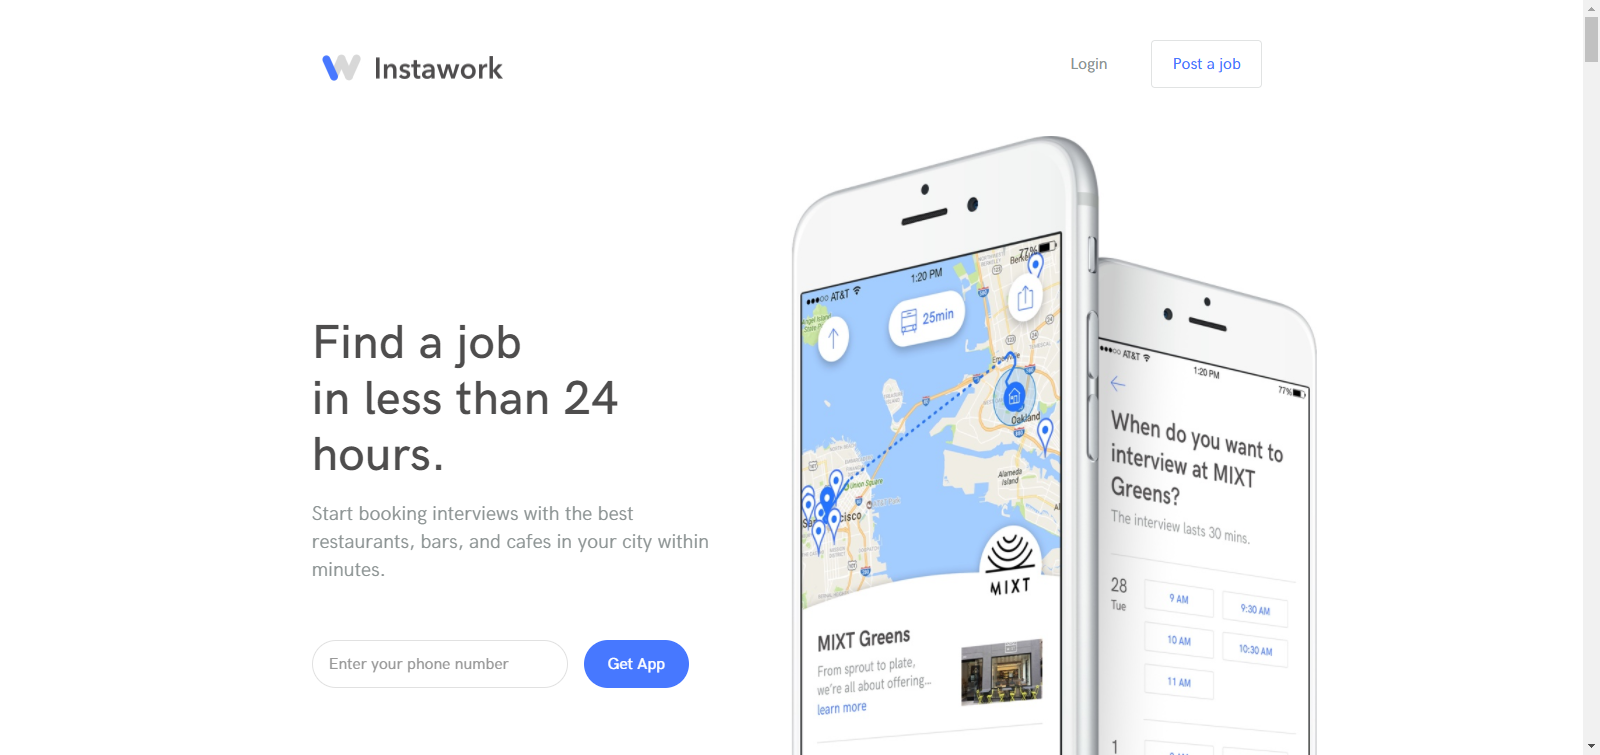 Instawork
Login
Post a job
Find a job
in less than 24
hours.
Start booking interviews with the best
restaurants, bars, and cafes in your city within
minutes.
Enter your phone number
Get App
AT&T
1:20 PM
77%
25min
Emeryville
Oakland
Alameda
Island
Union Square
MIXT
MIXT Greens
From sprout to plate,
we're all about offering...
learn more
AT&T
1:20 PM
77%
When do you want to
interview at MIXT
Greens?
The interview lasts 30 mins.
28
Tue
9 AM
9:30 AM
10 AM
10:30 AM
11 AM
1